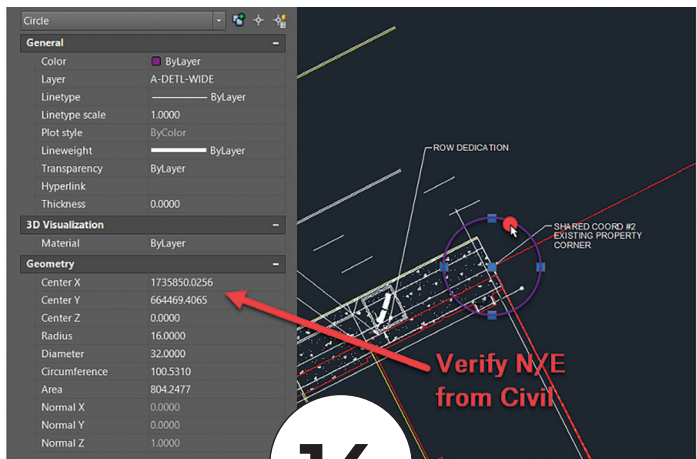 Circle
General
Color ByLayer
Layer A-DETL-WIDE
Linetype ByLayer
Linetype scale 1.0000
Plot style ByColor
Lineweight ByLayer
Transparency ByLayer
Hyperlink
Thickness 0.0000
3D Visualization
Material ByLayer
Geometry
Center X 1735850.0256
Center Y 664469.4065
Center Z 0.0000
Radius 16.0000
Diameter 32.0000
Circumference 100.5310
Area 804.2477
Normal X 0.0000
Normal Y 0.0000
Normal Z 1.0000
ROW DEDICATION
SHARED COORD #2
EXISTING PROPERTY
CORNER
Verify N/E
from Civil